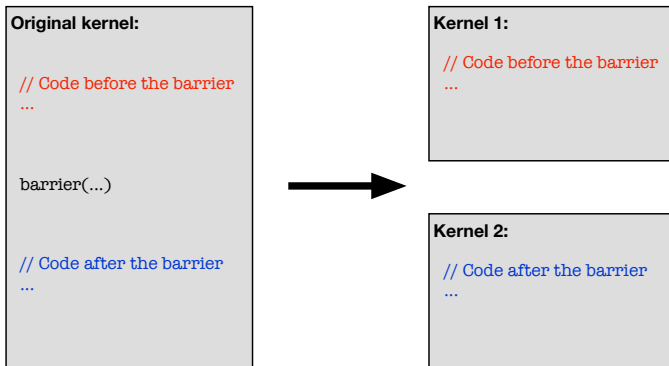 Original kernel:
// Code before the barrier
...
barrier(...)
// Code after the barrier
...
Kernel 1:
// Code before the barrier
...
Kernel 2:
// Code after the barrier
...